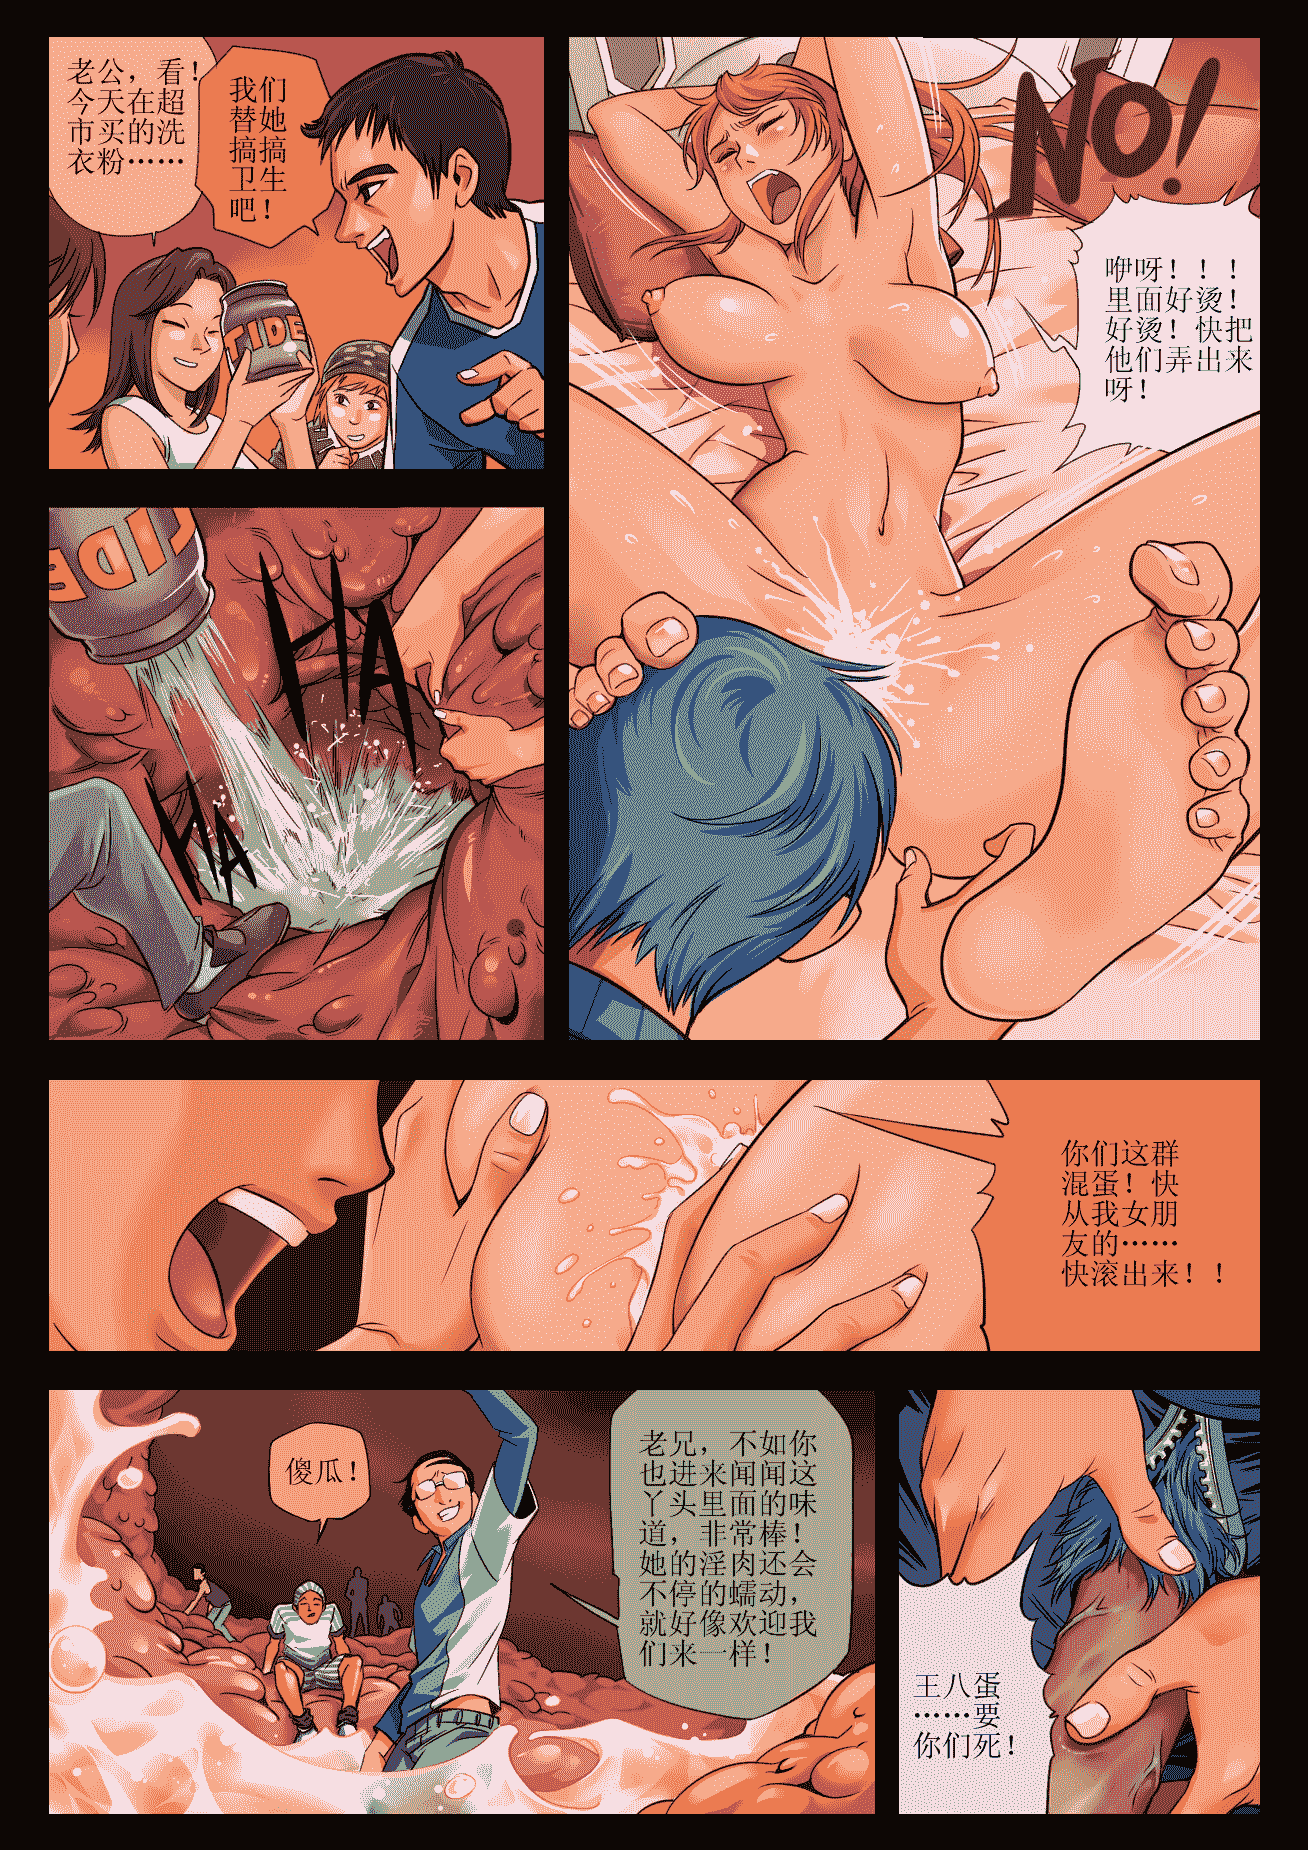 老公，看！
今天在超
市买的洗
衣粉……
我们
替她
搞搞
卫生
吧！
NO!
咿呀！！！
里面好烫！
好烫！快把
他们弄出来
呀！
TIDE
TIDE
HA
HA
你们这群
混蛋！快
从我女朋
友的……
快滚出来！！
傻瓜！
老兄，不如你
也进来闻闻这
丫头里面的味
道，非常棒！
她的淫肉还会
不停的蠕动，
就好像欢迎我
们来一样！
王八蛋
……要
你们死！